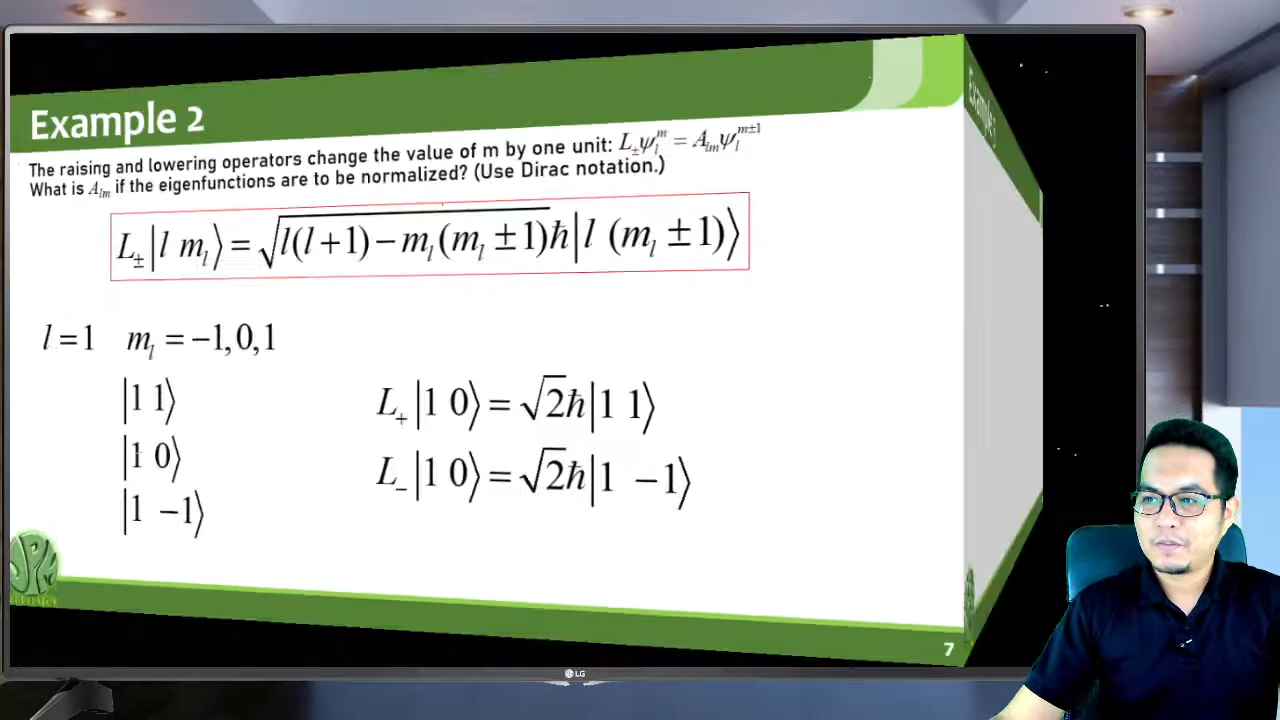 Example 2
The raising and lowering operators change the value of m by one unit: L±ψ_l^m = A_lm ψ_l^{m±1}
What is A_lm if the eigenfunctions are to be normalized? (Use Dirac notation.)
L±|l m_l⟩ = √(l(l+1) − m_l(m_l ±1)) ħ|l (m_l ±1)⟩
l = 1   m_l = −1, 0, 1
|1 1⟩
|1 0⟩
|1 −1⟩
L₊|1 0⟩ = √2ħ|1 1⟩
L₋|1 0⟩ = √2ħ|1 −1⟩
7
LG